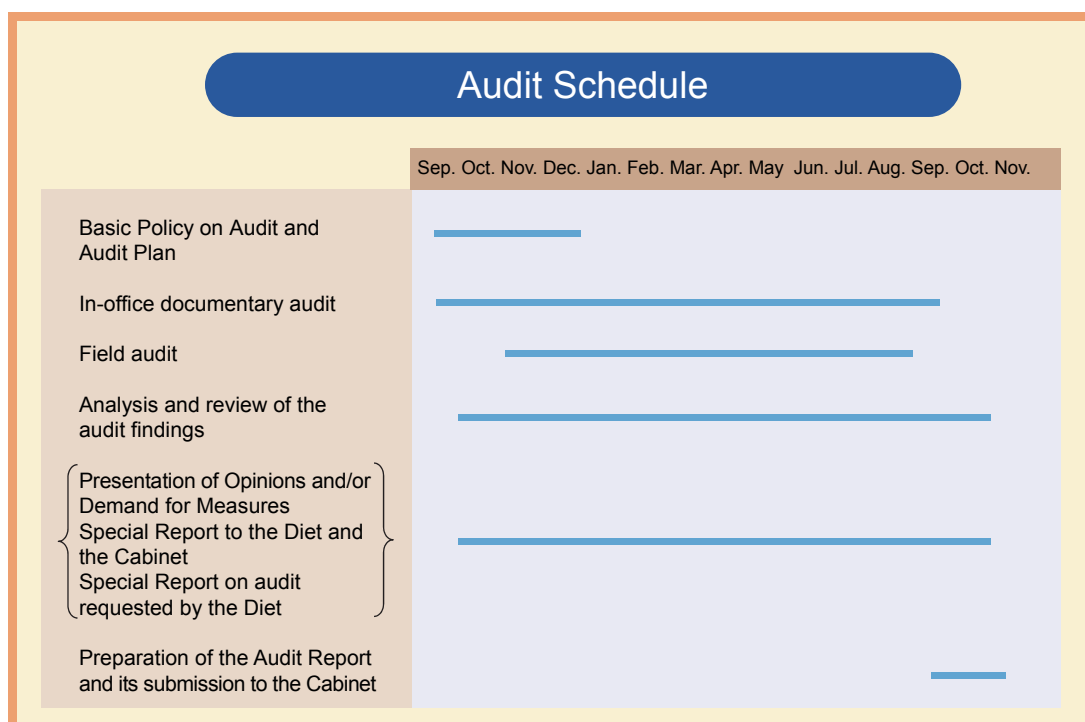 Audit Schedule
Sep. Oct. Nov. Dec. Jan. Feb. Mar. Apr. May Jun. Jul. Aug. Sep. Oct. Nov.
Basic Policy on Audit and
Audit Plan
In-office documentary audit
Field audit
Analysis and review of the
audit findings
Presentation of Opinions and/or
Demand for Measures
Special Report to the Diet and
the Cabinet
Special Report on audit
requested by the Diet
Preparation of the Audit Report
and its submission to the Cabinet